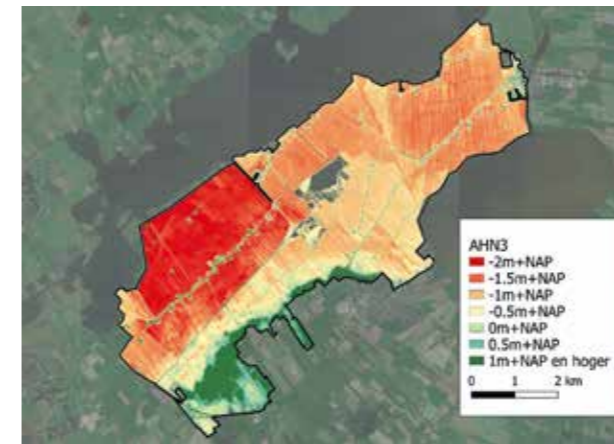 AHN3
-2m+NAP
-1.5m+NAP
-1m+NAP
-0.5m+NAP
0m+NAP
0.5m+NAP
1m+NAP en hoger
0 1 2 km